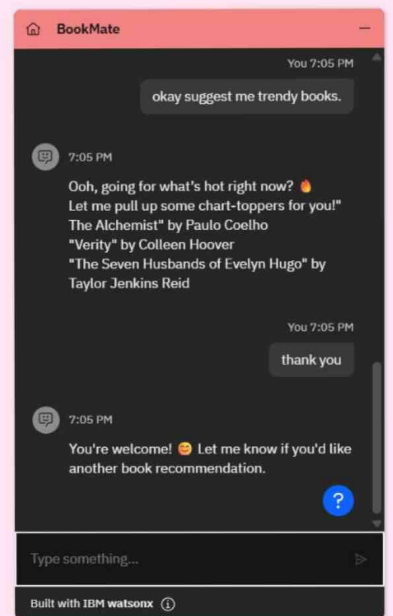 BookMate
You 7:05 PM
okay suggest me trendy books.
7:05 PM
Ooh, going for what's hot right now? 🔥
Let me pull up some chart-toppers for you!"
The Alchemist" by Paulo Coelho
"Verity" by Colleen Hoover
"The Seven Husbands of Evelyn Hugo" by
Taylor Jenkins Reid
You 7:05 PM
thank you
7:05 PM
You're welcome! 😊 Let me know if you'd like
another book recommendation.
?
Type something...
Built with IBM watsonx